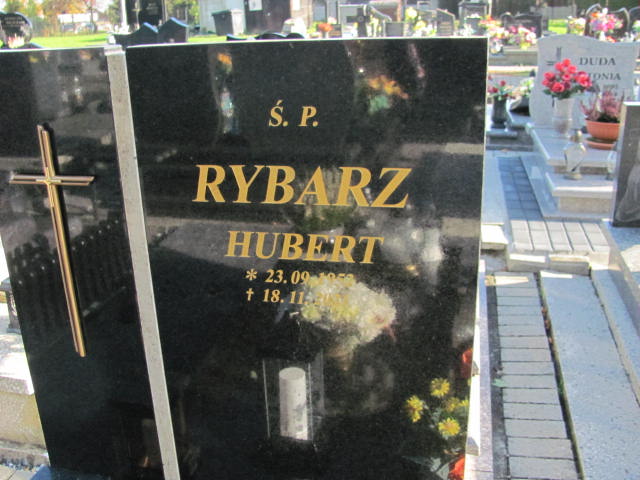 Ś. P.
RYBARZ
HUBERT
* 23.09.
† 18.11.
DUDA